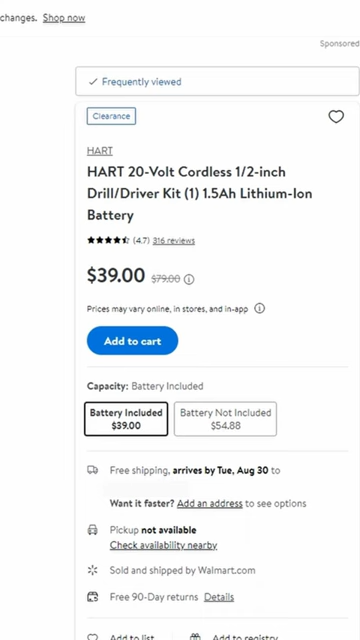 changes. Shop now
Sponsored
Frequently viewed
Clearance
HART
HART 20-Volt Cordless 1/2-inch
Drill/Driver Kit (1) 1.5Ah Lithium-Ion
Battery
(4.7) 316 reviews
$39.00 $79.00
Prices may vary online, in stores, and in-app
Add to cart
Capacity: Battery Included
Battery Included Battery Not Included
$39.00 $54.88
Free shipping, arrives by Tue, Aug 30 to
Want it faster? Add an address to see options
Pickup not available
Check availability nearby
Sold and shipped by Walmart.com
Free 90-Day returns Details
Add to list Add to registry